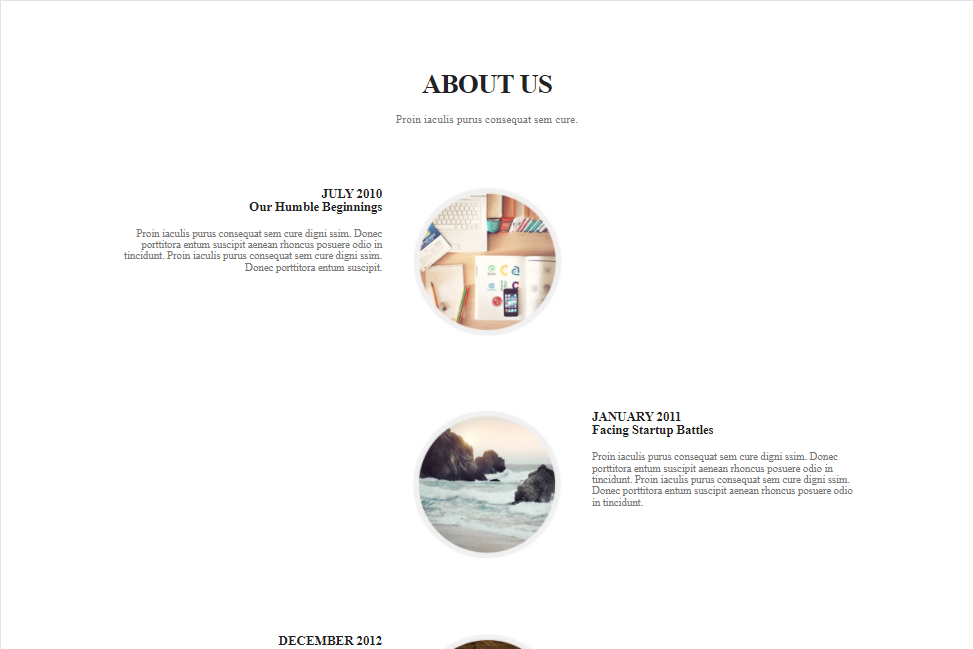 ABOUT US
Proin iaculis purus consequat sem cure.
JULY 2010
Our Humble Beginnings
Proin iaculis purus consequat sem cure digni ssim. Donec
porttitora entum suscipit aenean rhoncus posuere odio in
tincidunt. Proin iaculis purus consequat sem cure digni ssim.
Donec porttitora entum suscipit.
JANUARY 2011
Facing Startup Battles
Proin iaculis purus consequat sem cure digni ssim. Donec
porttitora entum suscipit aenean rhoncus posuere odio in
tincidunt. Proin iaculis purus consequat sem cure digni ssim.
Donec porttitora entum suscipit aenean rhoncus posuere odio
in tincidunt.
DECEMBER 2012